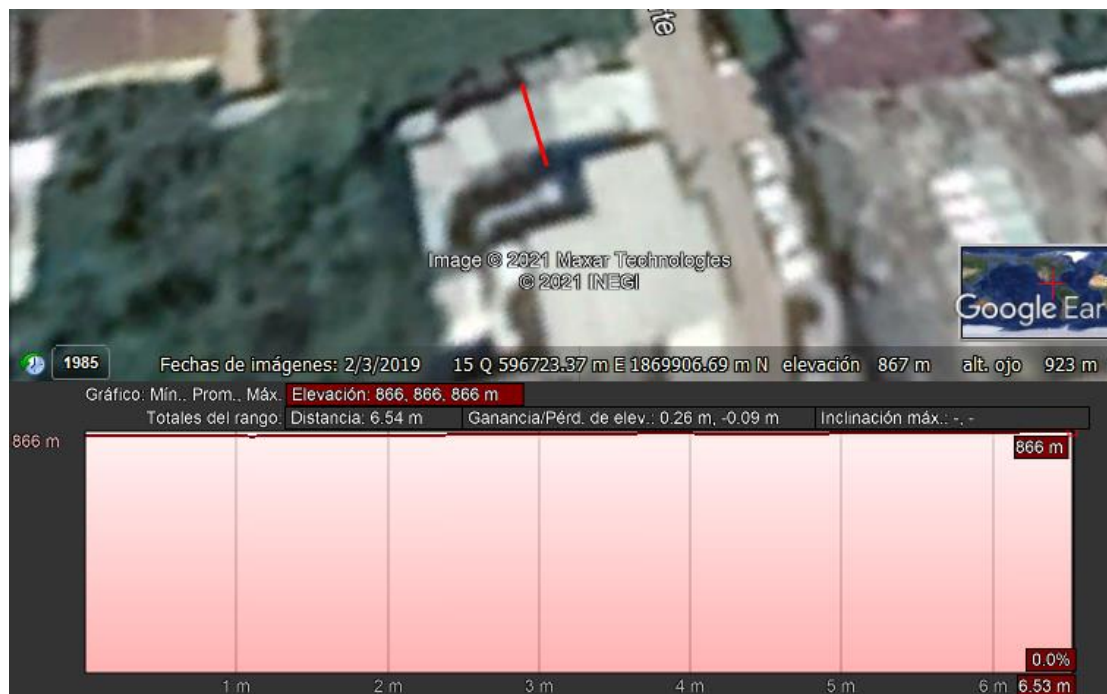 te
Image © 2021 Maxar Technologies
© 2021 INEGI
Google Ear
1985 Fechas de imágenes: 2/3/2019 15 Q 596723.37 m E 1869906.69 m N elevación 867 m alt. ojo 923 m
Gráfico: Mín., Prom., Máx. Elevación: 866, 866, 866 m
Totales del rango: Distancia: 6.54 m Ganancia/Pérd. de elev.: 0.26 m, -0.09 m Inclinación máx.: -, -
866 m
866 m
0.0%
1 m 2 m 3 m 4 m 5 m 6 m 6.53 m